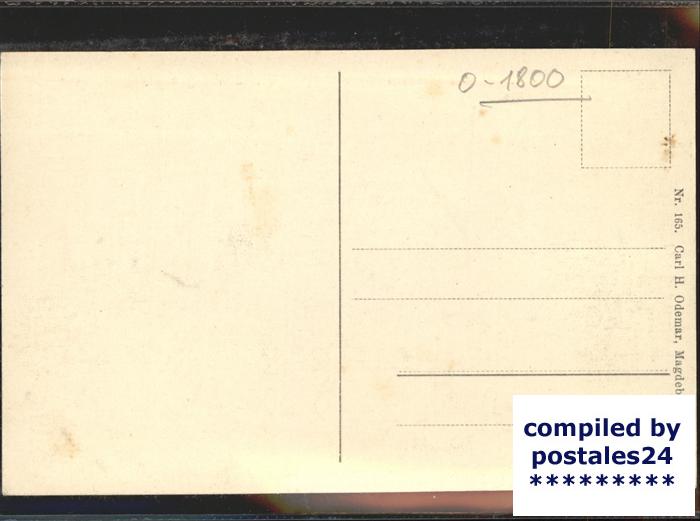 0-1800
Nr. 165. Carl H. Odemar, Magdeb
compiled by
postales24
*********